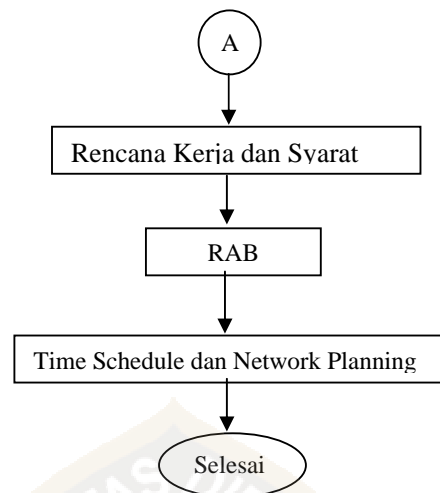 A
Rencana Kerja dan Syarat
RAB
Time Schedule dan Network Planning
Selesai